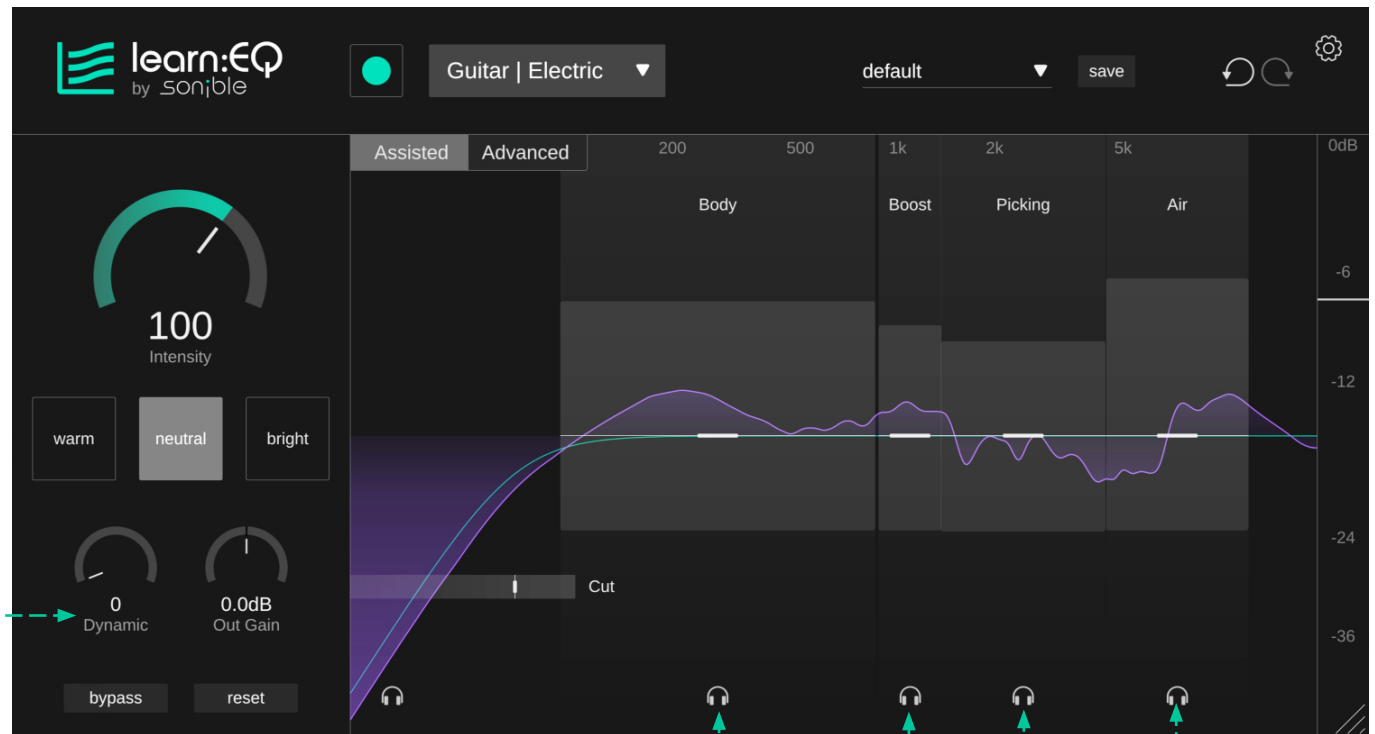 learn:EQ
by sonible
Guitar | Electric
default
save
Assisted
Advanced
200
500
1k
2k
5k
0dB
Body
Boost
Picking
Air
-6
-12
-24
-36
100
Intensity
warm
neutral
bright
0
Dynamic
0.0dB
Out Gain
Cut
bypass
reset